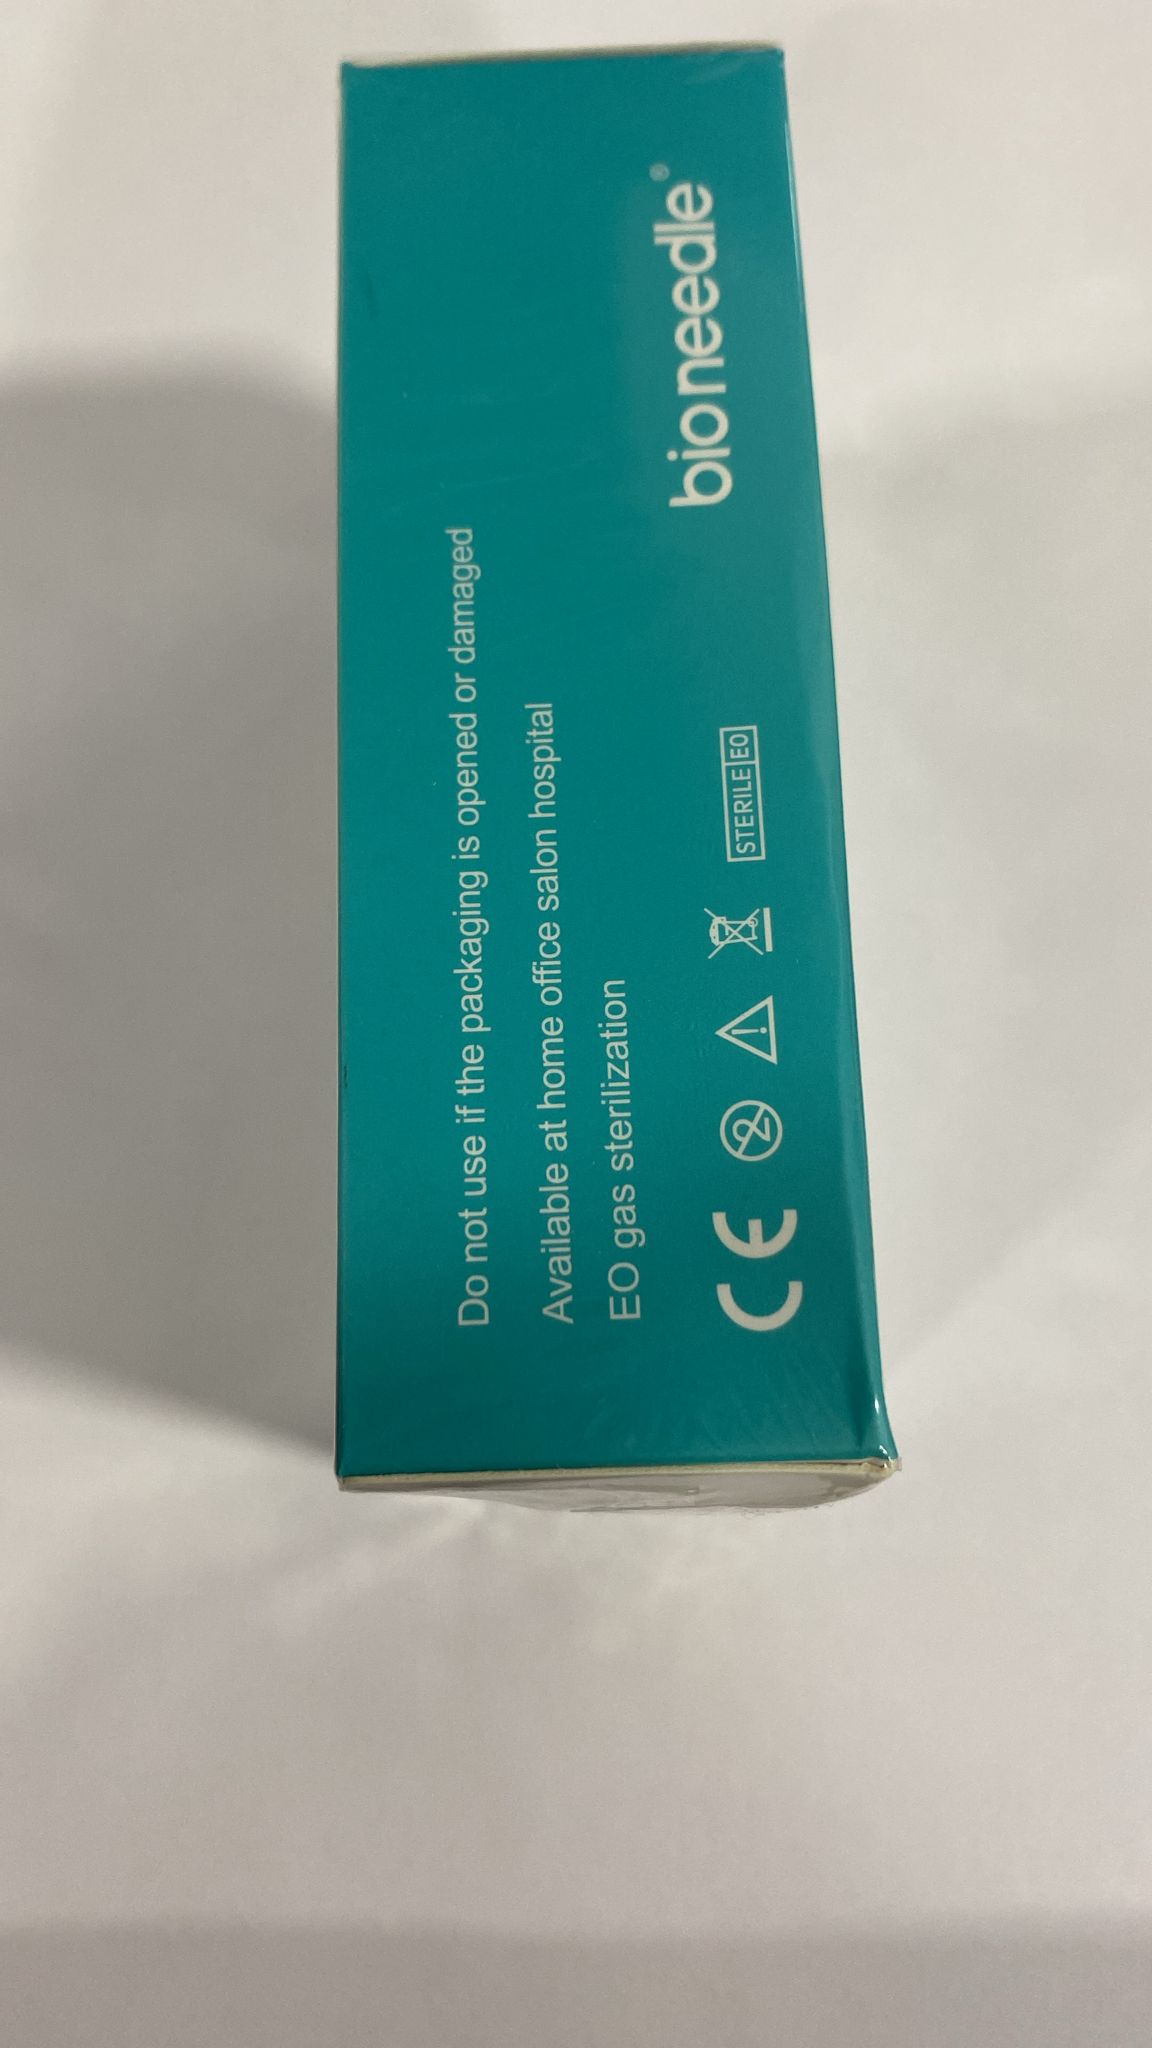 Do not use if the packaging is opened or damaged
Available at home office salon hospital
EO gas sterilization
CE 2 STERILE EO
bioneedle®